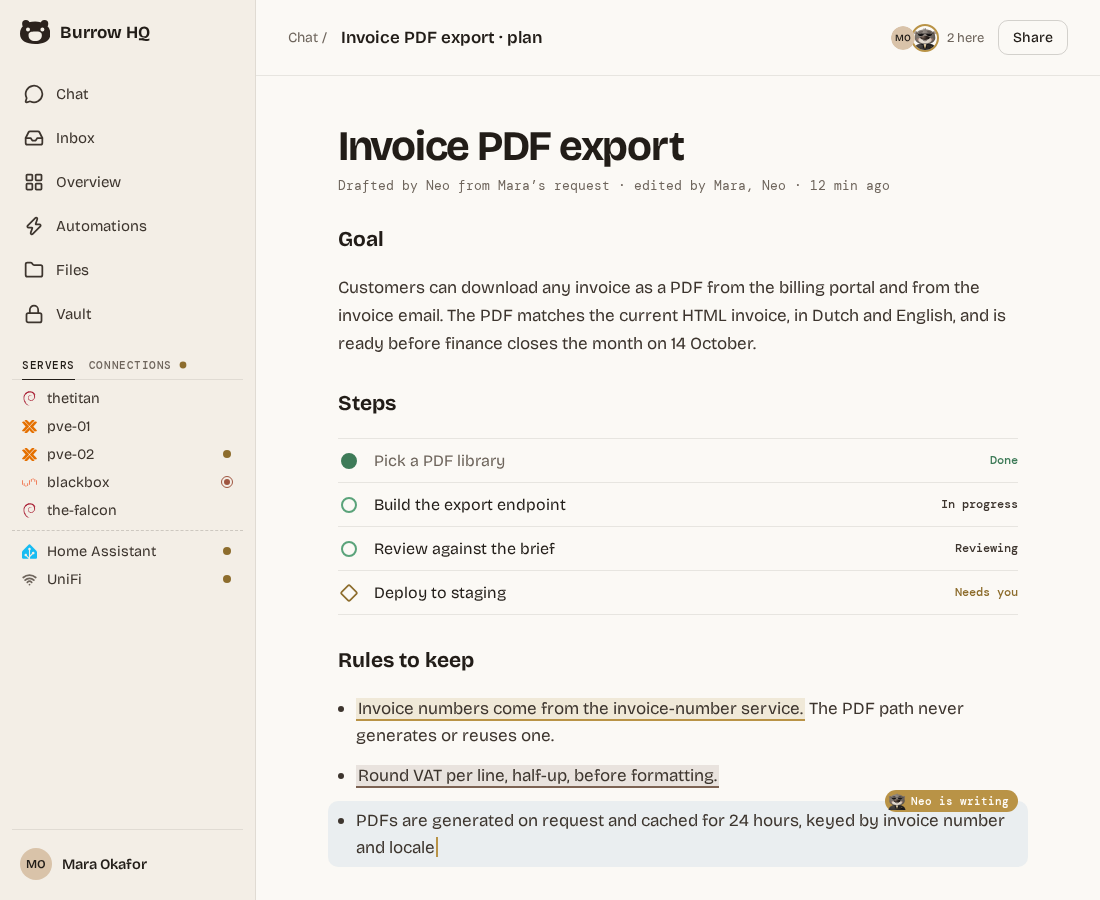 Burrow HQ
Chat
Inbox
Overview
Automations
Files
Vault
SERVERS CONNECTIONS
thetitan
pve-01
pve-02
blackbox
the-falcon
Home Assistant
UniFi
MO Mara Okafor
Chat / Invoice PDF export · plan
MO 2 here Share
Invoice PDF export
Drafted by Neo from Mara’s request · edited by Mara, Neo · 12 min ago
Goal
Customers can download any invoice as a PDF from the billing portal and from the
invoice email. The PDF matches the current HTML invoice, in Dutch and English, and is
ready before finance closes the month on 14 October.
Steps
Pick a PDF library Done
Build the export endpoint In progress
Review against the brief Reviewing
Deploy to staging Needs you
Rules to keep
Invoice numbers come from the invoice-number service. The PDF path never
generates or reuses one.
Round VAT per line, half-up, before formatting.
Neo is writing
PDFs are generated on request and cached for 24 hours, keyed by invoice number
and locale